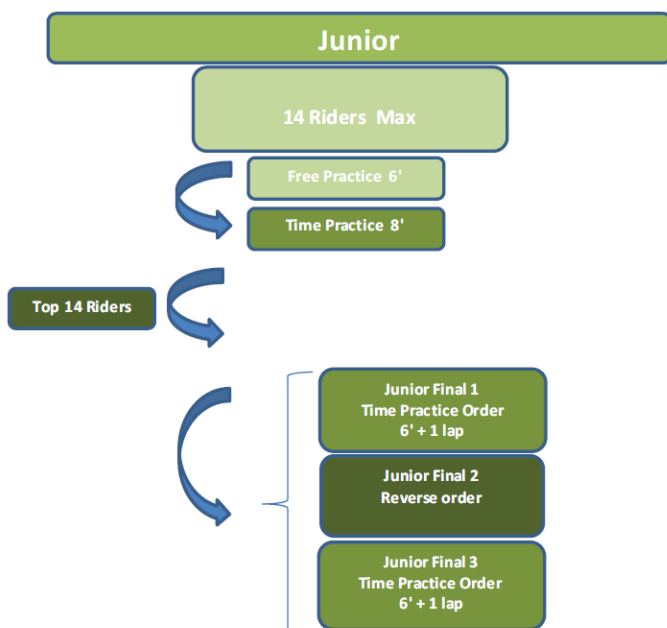 Junior
14 Riders Max
Free Practice 6'
Time Practice 8'
Top 14 Riders
Junior Final 1
Time Practice Order
6' + 1 lap
Junior Final 2
Reverse order
Junior Final 3
Time Practice Order
6' + 1 lap